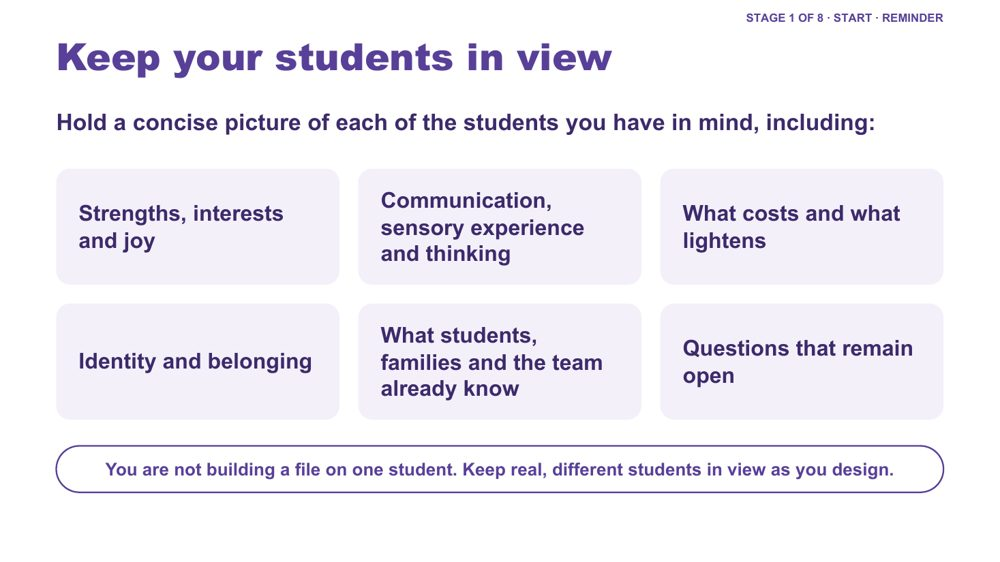 STAGE 1 OF 8 · START · REMINDER
Keep your students in view
Hold a concise picture of each of the students you have in mind, including:
Strengths, interests
and joy
Communication,
sensory experience
and thinking
What costs and what
lightens
Identity and belonging
What students,
families and the team
already know
Questions that remain
open
You are not building a file on one student. Keep real, different students in view as you design.